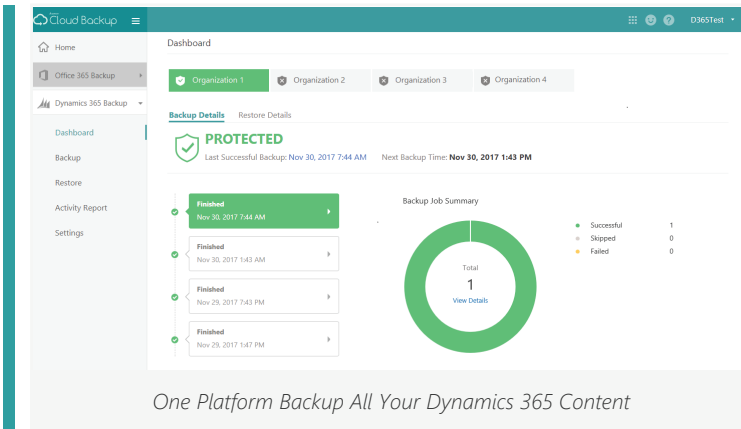 Cloud Backup
D365Test
Home
Office 365 Backup
Dynamics 365 Backup
Dashboard
Backup
Restore
Activity Report
Settings
Dashboard
Organization 1
Organization 2
Organization 3
Organization 4
Backup Details
Restore Details
PROTECTED
Last Successful Backup: Nov 30, 2017 7:44 AM
Next Backup Time: Nov 30, 2017 1:43 PM
Finished
Nov 30, 2017 7:44 AM
Finished
Nov 30, 2017 1:43 AM
Finished
Nov 29, 2017 7:43 PM
Finished
Nov 29, 2017 1:47 PM
Backup Job Summary
Total
1
View Details
Successful 1
Skipped 0
Failed 0
One Platform Backup All Your Dynamics 365 Content